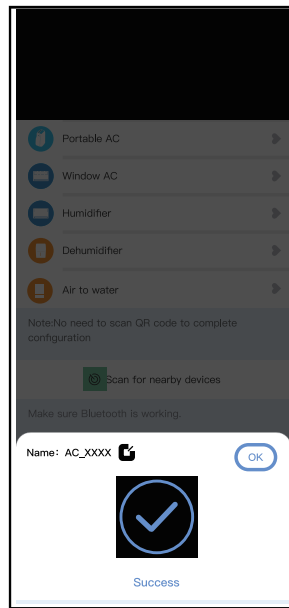 Portable AC
Window AC
Humidifier
Dehumidifier
Air to water
Note:No need to scan QR code to complete
configuration
Scan for nearby devices
Make sure Bluetooth is working.
Name: AC_XXXX
OK
Success